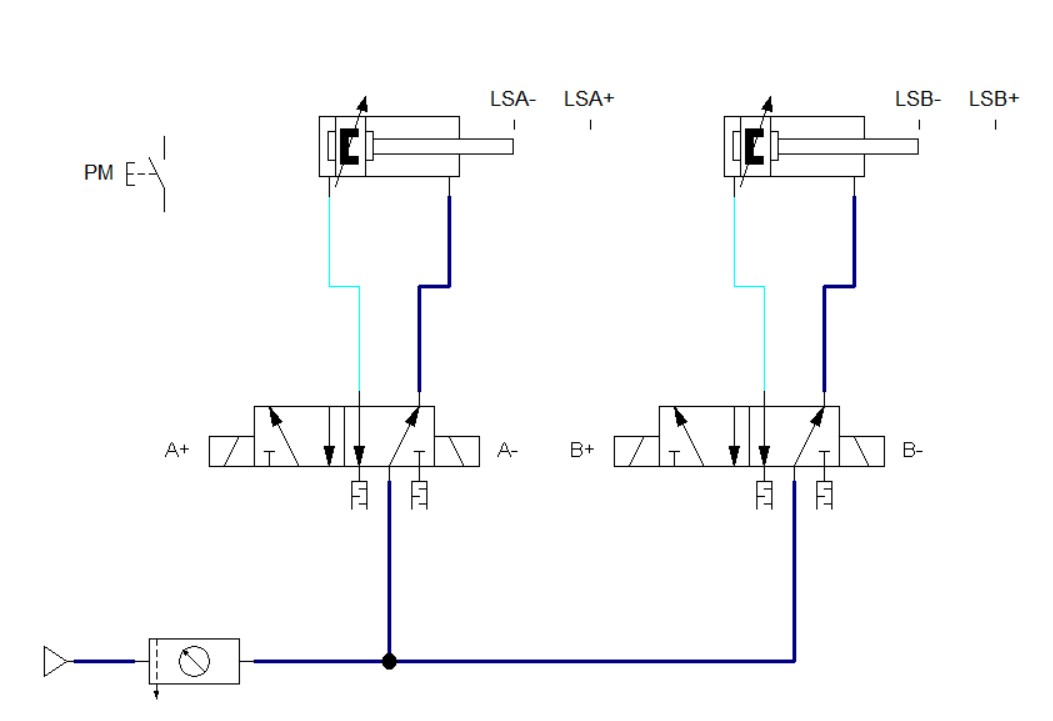 LSA- LSA+ LSB- LSB+
PM
A+ A- B+ B-